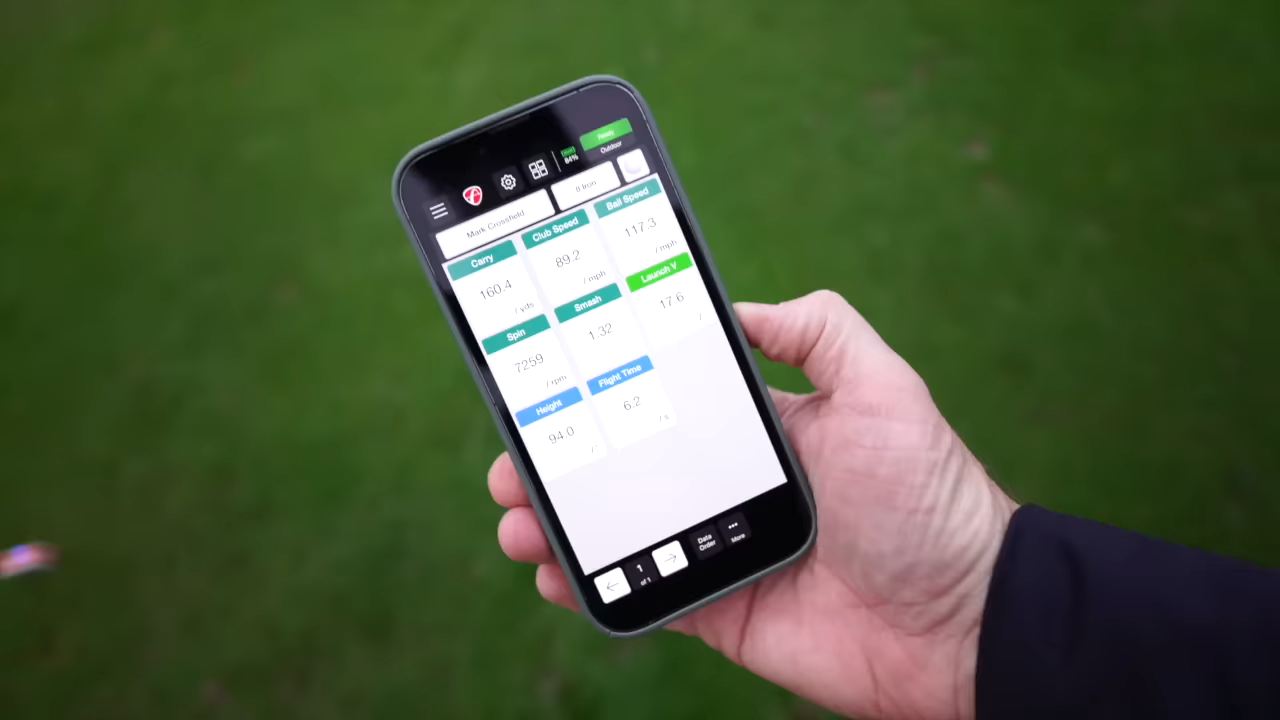 84%
Ready
Outdoor
Mark Crossfield
8 Iron
Carry
160.4
/ yds
Club Speed
89.2
/ mph
Ball Speed
117.3
/ mph
Spin
7259
/ rpm
Smash
1.32
Launch V
17.6
/
Height
94.0
/ '
Flight Time
6.2
/ s
1
of 1
Data
Order
More